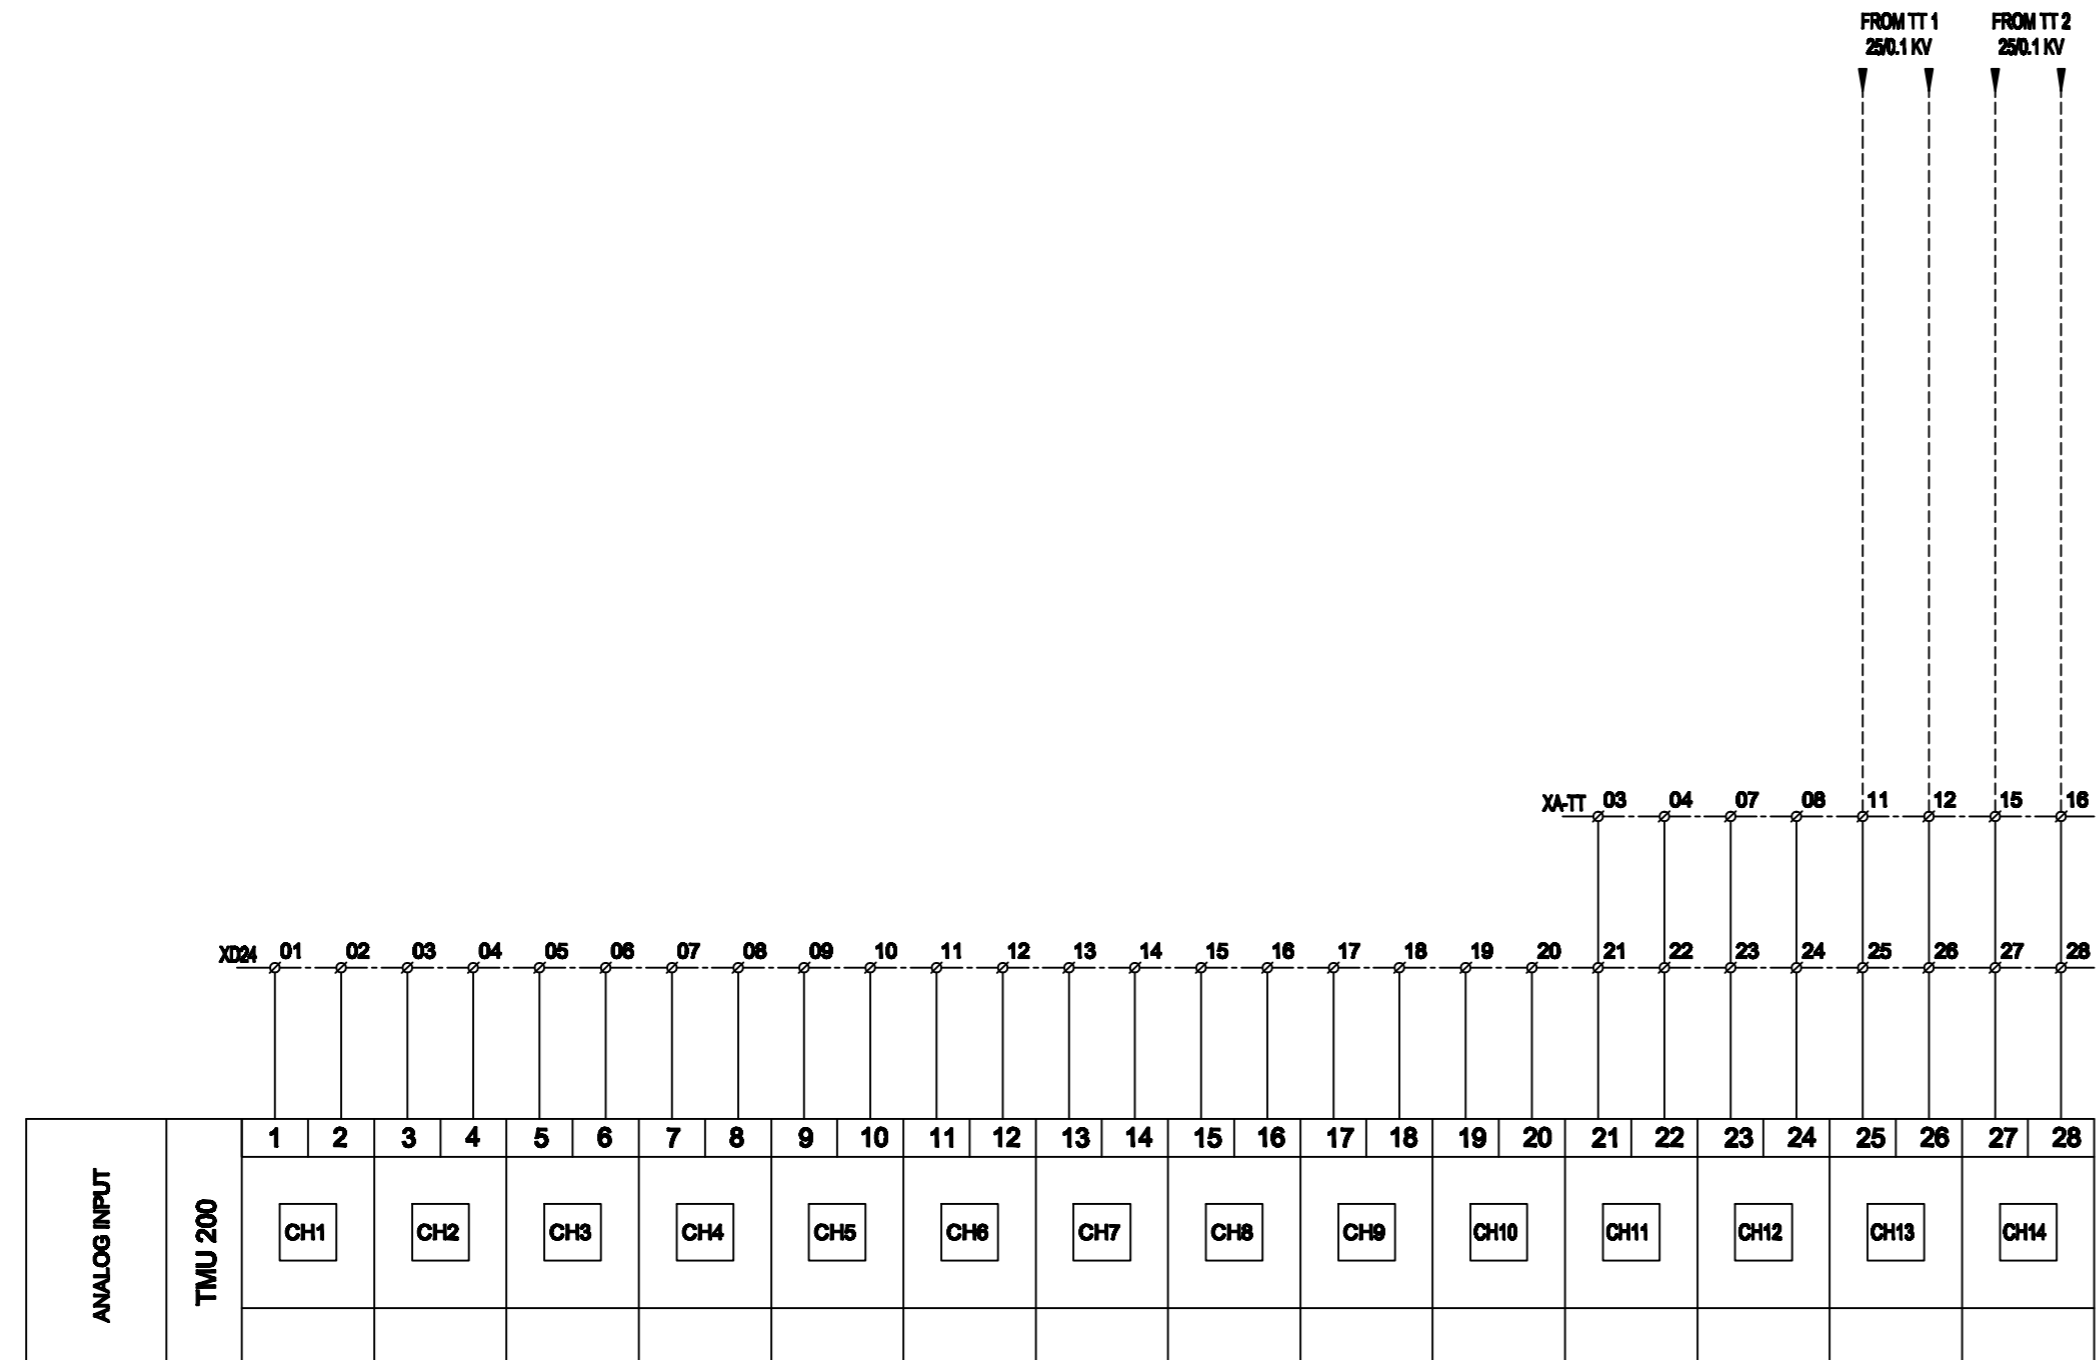 FROM TT 1 FROM TT 2
25/0.1 KV 25/0.1 KV
XA-TT 03 04 07 08 11 12 15 16
XD24 01 02 03 04 05 06 07 08 09 10 11 12 13 14 15 16 17 18 19 20 21 22 23 24 25 26 27 28
1 2 3 4 5 6 7 8 9 10 11 12 13 14 15 16 17 18 19 20 21 22 23 24 25 26 27 28
ANALOG INPUT
TMU 200
CH1 CH2 CH3 CH4 CH5 CH6 CH7 CH8 CH9 CH10 CH11 CH12 CH13 CH14